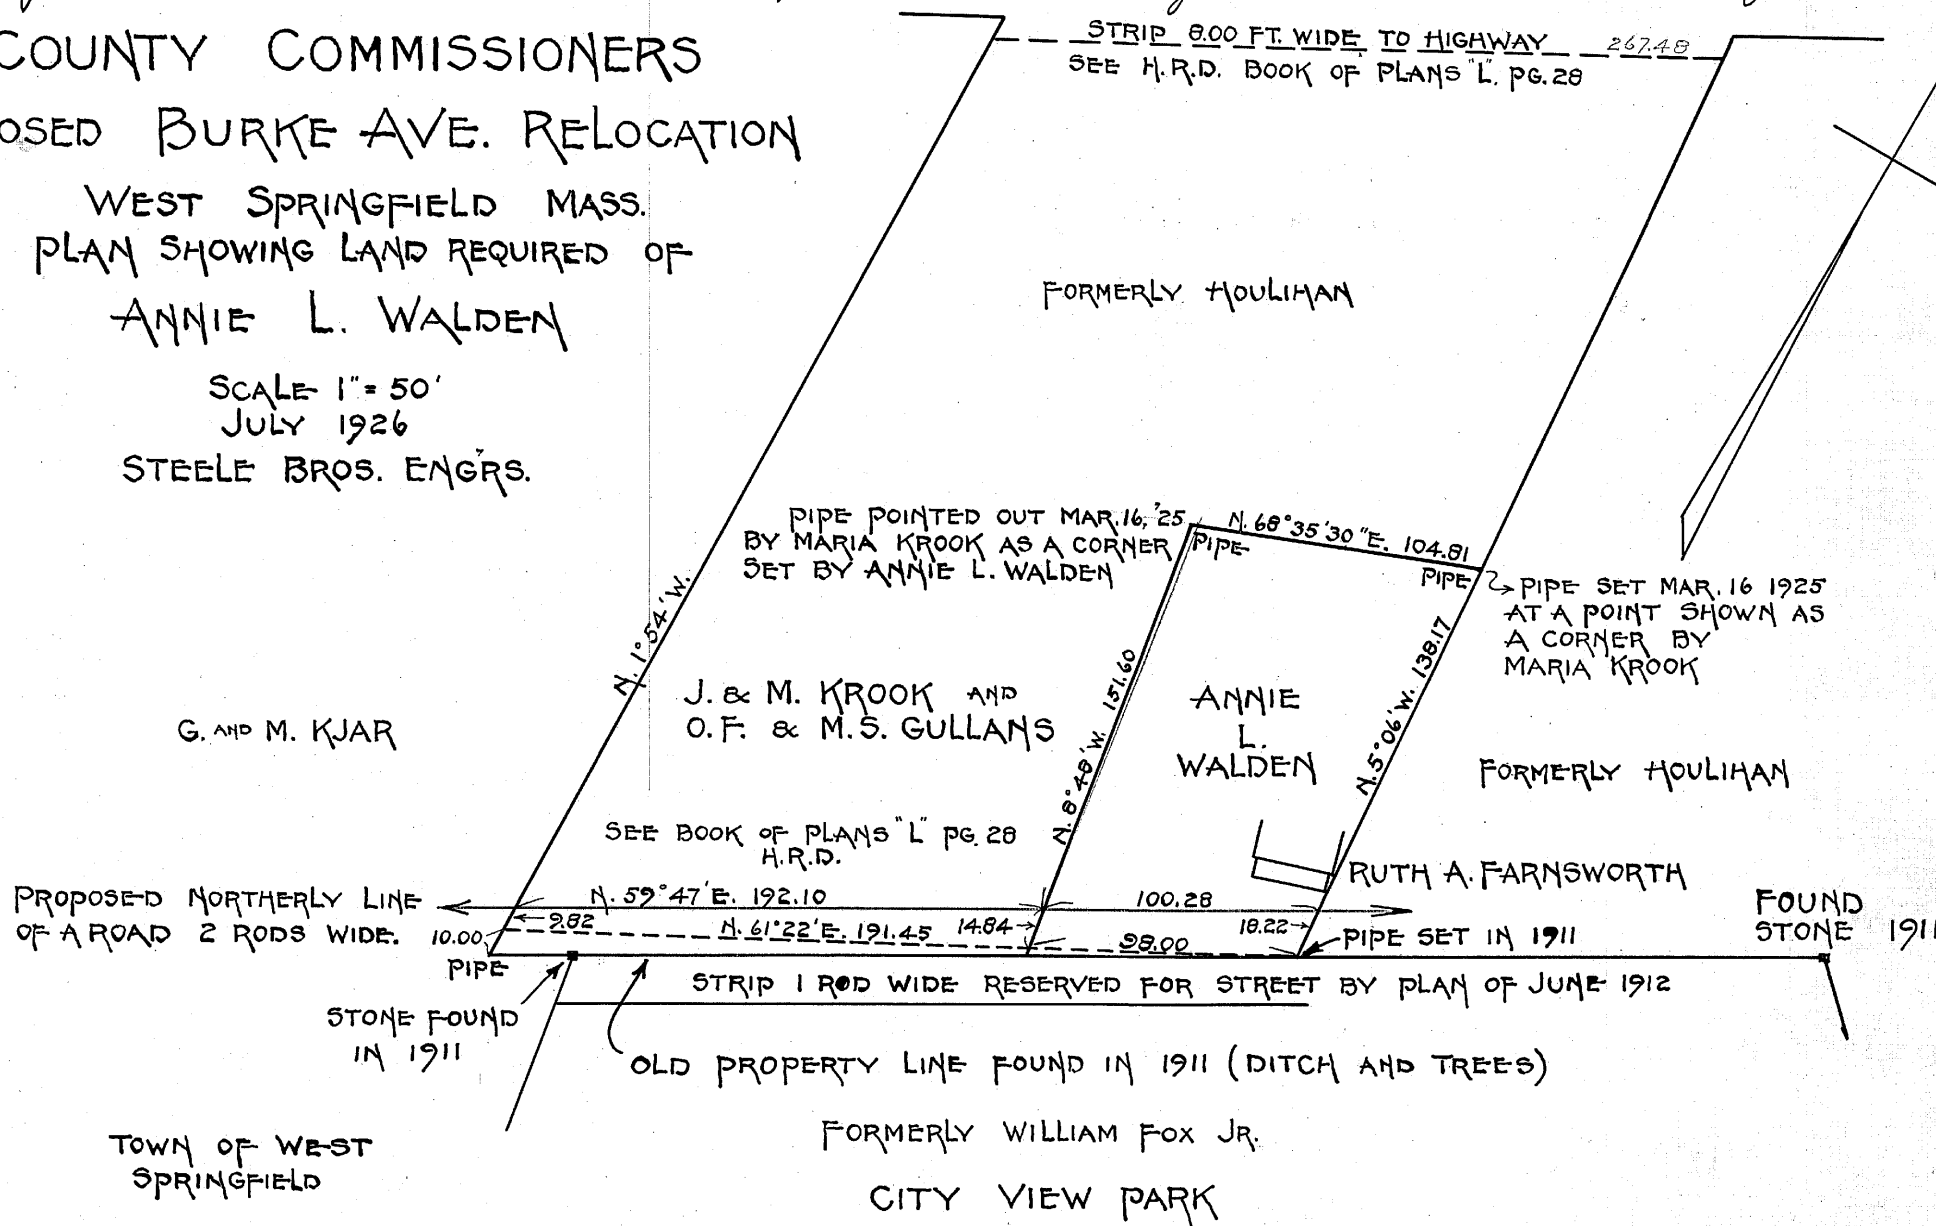 COUNTY COMMISSIONERS
OSED BURKE AVE. RELOCATION
WEST SPRINGFIELD MASS.
PLAN SHOWING LAND REQUIRED OF
ANNIE L. WALDEN
SCALE 1"= 50'
JULY 1926
STEELE BROS. ENG'RS.
STRIP 8.00 FT. WIDE TO HIGHWAY 267.48
SEE H.R.D. BOOK OF PLANS "L". PG. 28
FORMERLY HOULIHAN
PIPE POINTED OUT MAR. 16, '25
BY MARIA KROOK AS A CORNER
SET BY ANNIE L. WALDEN
PIPE
N. 68° 35' 30" E. 104.81
PIPE
PIPE SET MAR. 16 1925
AT A POINT SHOWN AS
A CORNER BY
MARIA KROOK
N. 1° 54' W.
J. & M. KROOK AND
O. F. & M. S. GULLANS
N. 8° 48' W. 151.60
ANNIE
L.
WALDEN
N. 5° 06' W. 138.17
G. AND M. KJAR
FORMERLY HOULIHAN
SEE BOOK OF PLANS "L" PG. 28
H.R.D.
RUTH A. FARNSWORTH
PROPOSED NORTHERLY LINE
OF A ROAD 2 RODS WIDE.
N. 59° 47' E. 192.10
100.28
9.82
10.00
N. 61° 22' E. 191.45
14.84
98.00
18.22
PIPE SET IN 1911
FOUND
STONE 1911
PIPE
STRIP 1 ROD WIDE RESERVED FOR STREET BY PLAN OF JUNE 1912
STONE FOUND
IN 1911
OLD PROPERTY LINE FOUND IN 1911 (DITCH AND TREES)
FORMERLY WILLIAM FOX JR.
TOWN OF WEST
SPRINGFIELD
CITY VIEW PARK